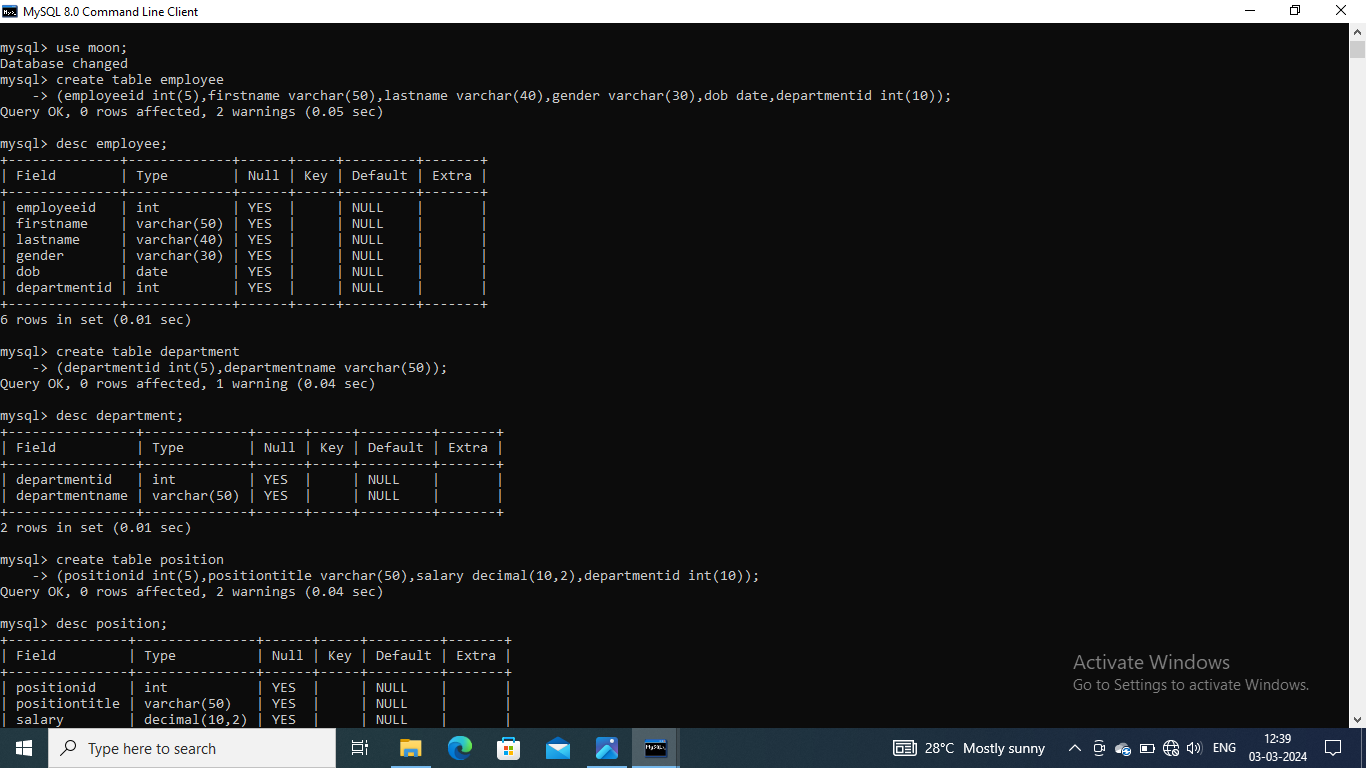 MySQL 8.0 Command Line Client
mysql> use moon;
Database changed
mysql> create table employee
    -> (employeeid int(5),firstname varchar(50),lastname varchar(40),gender varchar(30),dob date,departmentid int(10));
Query OK, 0 rows affected, 2 warnings (0.05 sec)
mysql> desc employee;
+--------------+-------------+------+-----+---------+-------+
| Field        | Type        | Null | Key | Default | Extra |
+--------------+-------------+------+-----+---------+-------+
| employeeid   | int         | YES  |     | NULL    |       |
| firstname    | varchar(50) | YES  |     | NULL    |       |
| lastname     | varchar(40) | YES  |     | NULL    |       |
| gender       | varchar(30) | YES  |     | NULL    |       |
| dob          | date        | YES  |     | NULL    |       |
| departmentid | int         | YES  |     | NULL    |       |
+--------------+-------------+------+-----+---------+-------+
6 rows in set (0.01 sec)
mysql> create table department
    -> (departmentid int(5),departmentname varchar(50));
Query OK, 0 rows affected, 1 warning (0.04 sec)
mysql> desc department;
+----------------+-------------+------+-----+---------+-------+
| Field          | Type        | Null | Key | Default | Extra |
+----------------+-------------+------+-----+---------+-------+
| departmentid   | int         | YES  |     | NULL    |       |
| departmentname | varchar(50) | YES  |     | NULL    |       |
+----------------+-------------+------+-----+---------+-------+
2 rows in set (0.01 sec)
mysql> create table position
    -> (positionid int(5),positiontitle varchar(50),salary decimal(10,2),departmentid int(10));
Query OK, 0 rows affected, 2 warnings (0.04 sec)
mysql> desc position;
+---------------+---------------+------+-----+---------+-------+
| Field         | Type          | Null | Key | Default | Extra |
+---------------+---------------+------+-----+---------+-------+
| positionid    | int           | YES  |     | NULL    |       |
| positiontitle | varchar(50)   | YES  |     | NULL    |       |
| salary        | decimal(10,2) | YES  |     | NULL    |       |
Activate Windows
Go to Settings to activate Windows.
Type here to search
28°C Mostly sunny
ENG
12:39
03-03-2024